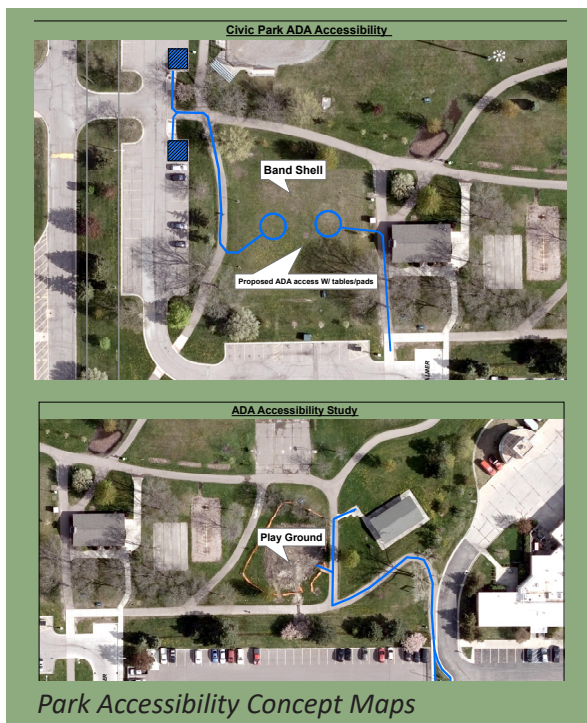 Civic Park ADA Accessibility
Band Shell
Proposed ADA access W/ tables/pads
ADA Accessibility Study
Play Ground
Park Accessibility Concept Maps